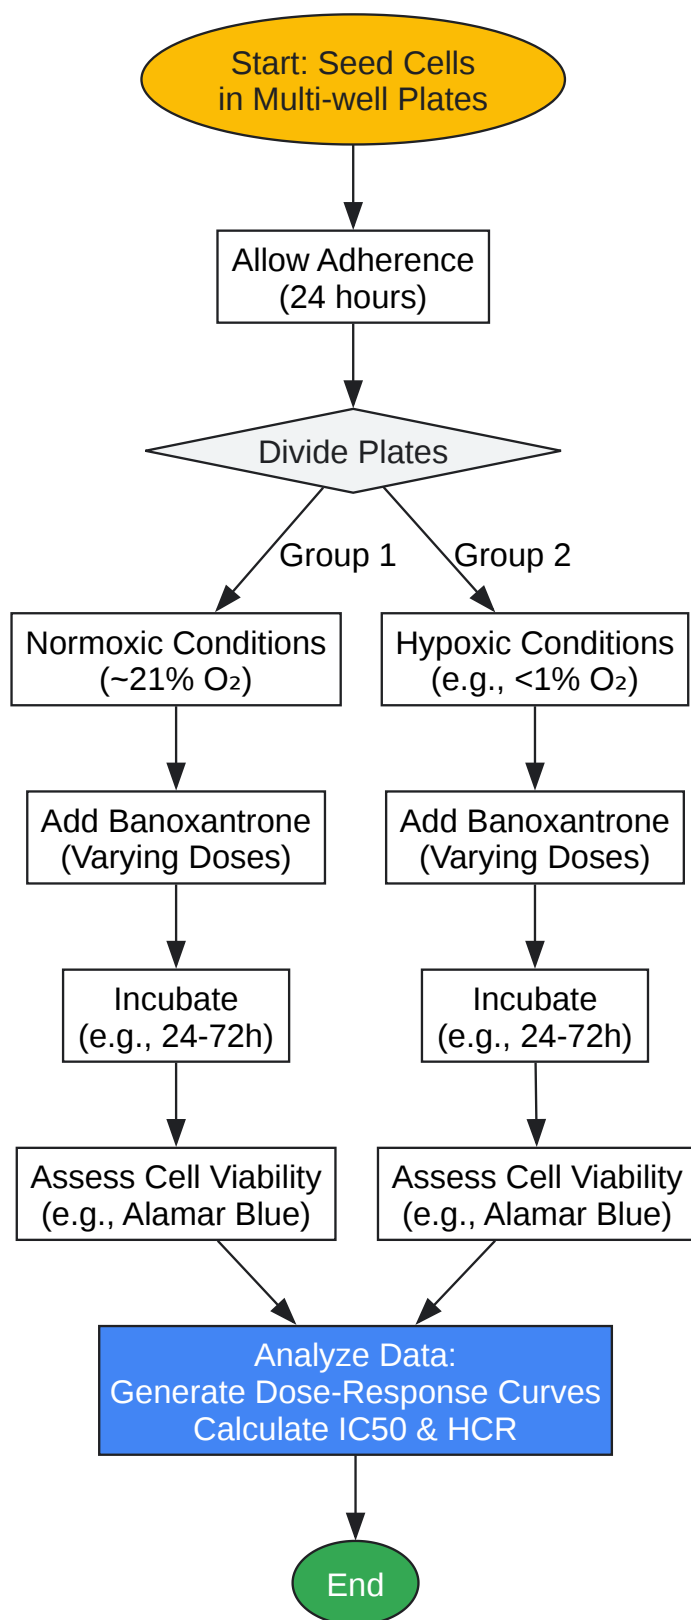 Start: Seed Cells
in Multi-well Plates
Allow Adherence
(24 hours)
Divide Plates
Group 1
Group 2
Normoxic Conditions
(~21% O₂)
Hypoxic Conditions
(e.g., <1% O₂)
Add Banoxantrone
(Varying Doses)
Add Banoxantrone
(Varying Doses)
Incubate
(e.g., 24-72h)
Incubate
(e.g., 24-72h)
Assess Cell Viability
(e.g., Alamar Blue)
Assess Cell Viability
(e.g., Alamar Blue)
Analyze Data:
Generate Dose-Response Curves
Calculate IC50 & HCR
End